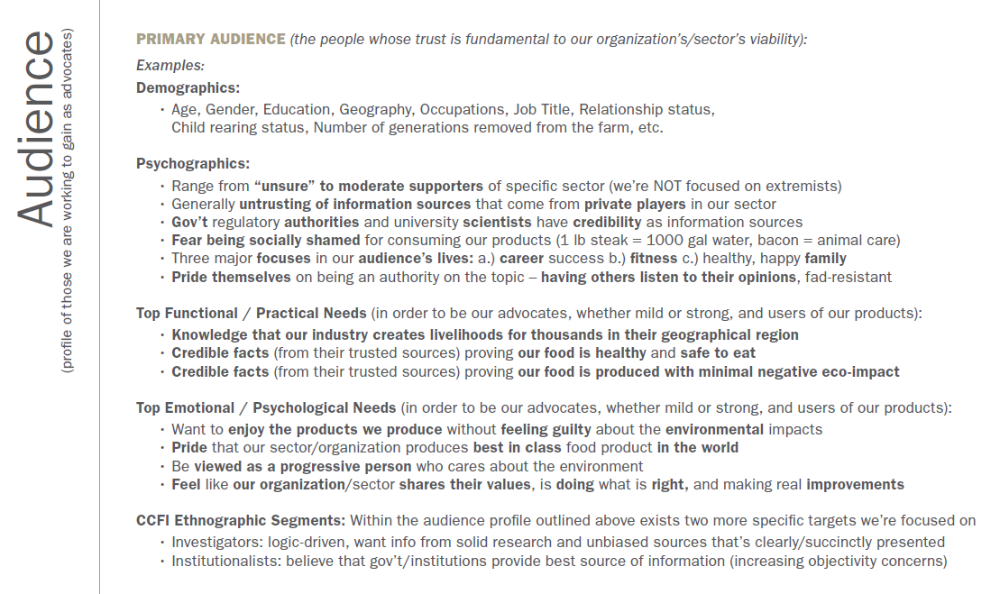 Audience
(profile of those we are working to gain as advocates)
PRIMARY AUDIENCE (the people whose trust is fundamental to our organization’s/sector’s viability):
Examples:
Demographics:
• Age, Gender, Education, Geography, Occupations, Job Title, Relationship status,
Child rearing status, Number of generations removed from the farm, etc.
Psychographics:
• Range from “unsure” to moderate supporters of specific sector (we’re NOT focused on extremists)
• Generally untrusting of information sources that come from private players in our sector
• Gov’t regulatory authorities and university scientists have credibility as information sources
• Fear being socially shamed for consuming our products (1 lb steak = 1000 gal water, bacon = animal care)
• Three major focuses in our audience’s lives: a.) career success b.) fitness c.) healthy, happy family
• Pride themselves on being an authority on the topic – having others listen to their opinions, fad-resistant
Top Functional / Practical Needs (in order to be our advocates, whether mild or strong, and users of our products):
• Knowledge that our industry creates livelihoods for thousands in their geographical region
• Credible facts (from their trusted sources) proving our food is healthy and safe to eat
• Credible facts (from their trusted sources) proving our food is produced with minimal negative eco-impact
Top Emotional / Psychological Needs (in order to be our advocates, whether mild or strong, and users of our products):
• Want to enjoy the products we produce without feeling guilty about the environmental impacts
• Pride that our sector/organization produces best in class food product in the world
• Be viewed as a progressive person who cares about the environment
• Feel like our organization/sector shares their values, is doing what is right, and making real improvements
CCFI Ethnographic Segments: Within the audience profile outlined above exists two more specific targets we’re focused on
• Investigators: logic-driven, want info from solid research and unbiased sources that’s clearly/succinctly presented
• Institutionalists: believe that gov’t/institutions provide best source of information (increasing objectivity concerns)